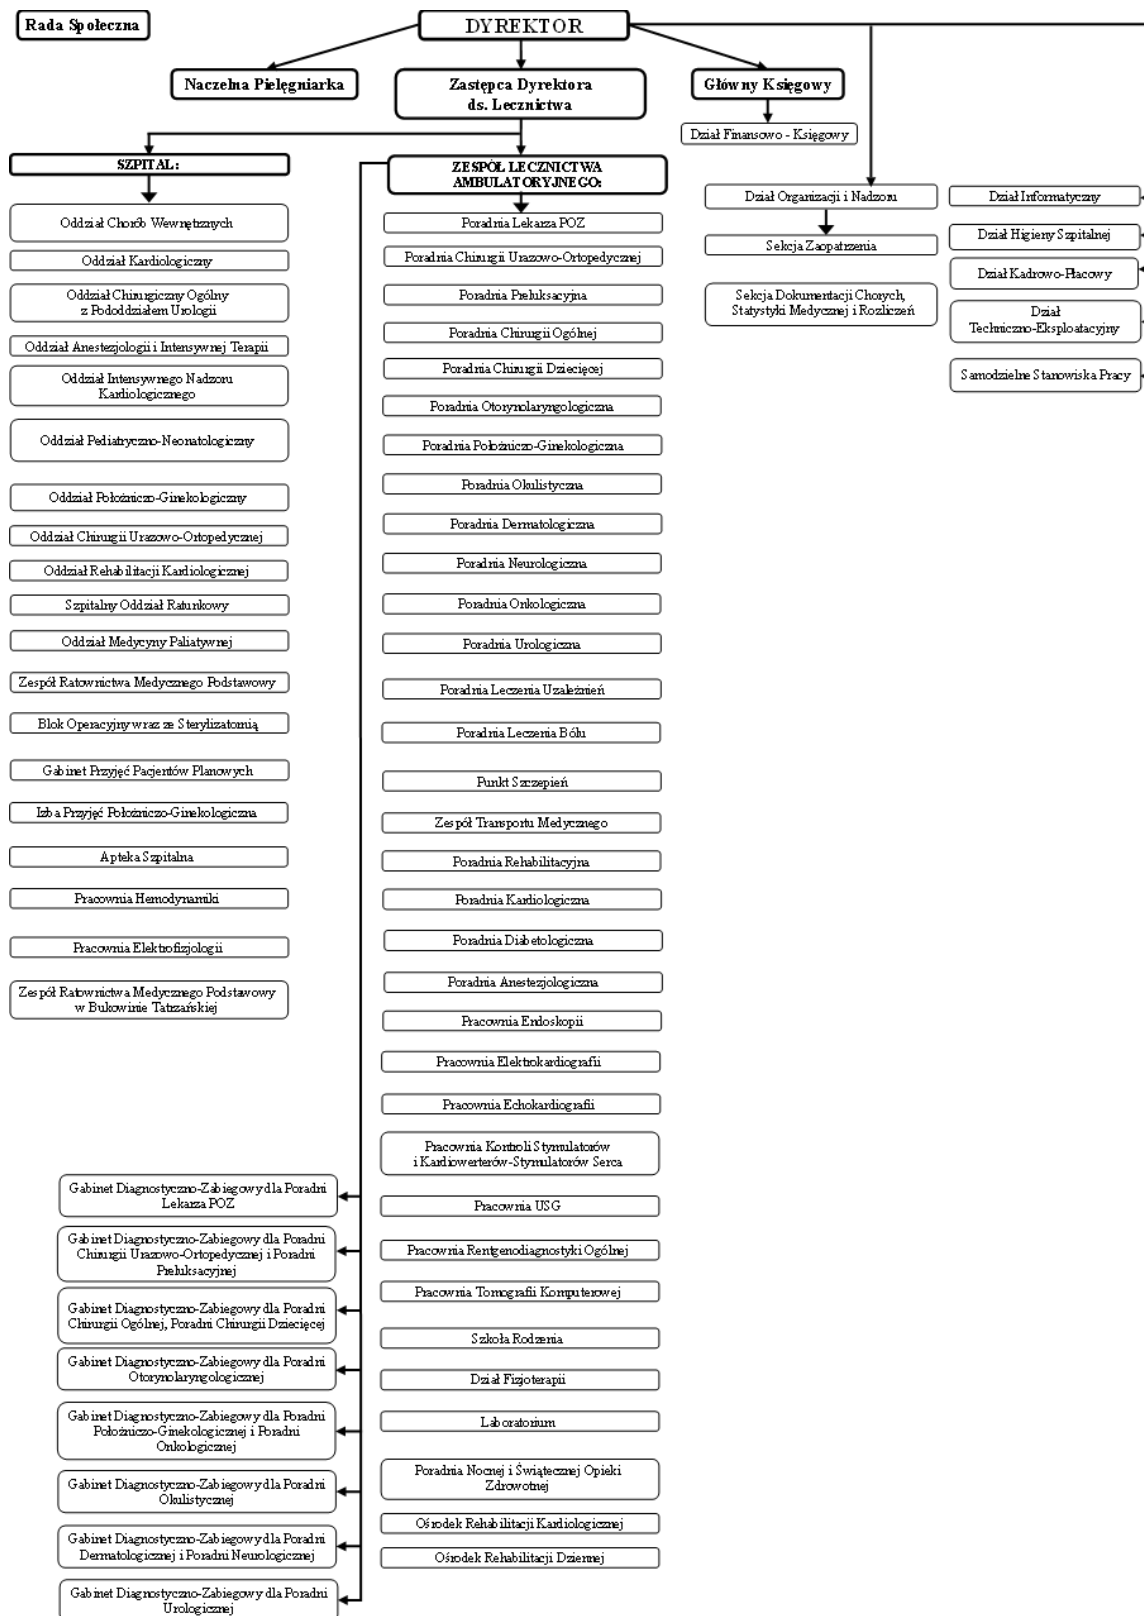 Rada Społeczna
DYREKTOR
Naczelna Pielęgniarka
Zastępca Dyrektora
ds. Lecznictwa
Główny Księgowy
Dział Finansowo - Księgowy
SZPITAL:
Oddział Chorób Wewnętrznych
Oddział Kardiologiczny
Oddział Chirurgiczny Ogólny
z Pododdziałem Urologii
Oddział Anestezjologii i Intensywnej Terapii
Oddział Intensywnego Nadzoru
Kardiologicznego
Oddział Pediatryczno-Neonatologiczny
Oddział Położniczo-Ginekologiczny
Oddział Chirurgii Urazowo-Ortopedycznej
Oddział Rehabilitacji Kardiologicznej
Szpitalny Oddział Ratunkowy
Oddział Medycyny Paliatywnej
Zespół Ratownictwa Medycznego Podstawowy
Blok Operacyjny wraz ze Sterylizatornią
Gabinet Przyjęć Pacjentów Planowych
Izba Przyjęć Położniczo-Ginekologiczna
Apteka Szpitalna
Pracownia Hemodynamiki
Pracownia Elektrofizjologii
Zespół Ratownictwa Medycznego Podstawowy
w Bukowinie Tatrzańskiej
ZESPÓŁ LECZNICTWA
AMBULATORYJNEGO:
Poradnia Lekarza POZ
Poradnia Chirurgii Urazowo-Ortopedycznej
Poradnia Preluksacyjna
Poradnia Chirurgii Ogólnej
Poradnia Chirurgii Dziecięcej
Poradnia Otorynolaryngologiczna
Poradnia Położniczo-Ginekologiczna
Poradnia Okulistyczna
Poradnia Dermatologiczna
Poradnia Neurologiczna
Poradnia Onkologiczna
Poradnia Urologiczna
Poradnia Leczenia Uzależnień
Poradnia Leczenia Bólu
Punkt Szczepień
Zespół Transportu Medycznego
Poradnia Rehabilitacyjna
Poradnia Kardiologiczna
Poradnia Diabetologiczna
Poradnia Anestezjologiczna
Pracownia Endoskopii
Pracownia Elektrokardiografii
Pracownia Echokardiografii
Pracownia Kontroli Stymulatorów
i Kardiowerterów-Stymulatorów Serca
Pracownia USG
Pracownia Rentgenodiagnostyki Ogólnej
Pracownia Tomografii Komputerowej
Szkoła Rodzenia
Dział Fizjoterapii
Laboratorium
Poradnia Nocnej i Świątecznej Opieki
Zdrowotnej
Ośrodek Rehabilitacji Kardiologicznej
Ośrodek Rehabilitacji Dziennej
Gabinet Diagnostyczno-Zabiegowy dla Poradni
Lekarza POZ
Gabinet Diagnostyczno-Zabiegowy dla Poradni
Chirurgii Urazowo-Ortopedycznej i Poradni
Preluksacyjnej
Gabinet Diagnostyczno-Zabiegowy dla Poradni
Chirurgii Ogólnej, Poradni Chirurgii Dziecięcej
Gabinet Diagnostyczno-Zabiegowy dla Poradni
Otorynolaryngologicznej
Gabinet Diagnostyczno-Zabiegowy dla Poradni
Położniczo-Ginekologicznej i Poradni
Onkologicznej
Gabinet Diagnostyczno-Zabiegowy dla Poradni
Okulistycznej
Gabinet Diagnostyczno-Zabiegowy dla Poradni
Dermatologicznej i Poradni Neurologicznej
Gabinet Diagnostyczno-Zabiegowy dla Poradni
Urologicznej
Dział Organizacji i Nadzoru
Sekcja Zaopatrzenia
Sekcja Dokumentacji Chorych,
Statystyki Medycznej i Rozliczeń
Dział Informatyczny
Dział Higieny Szpitalnej
Dział Kadrowo-Płacowy
Dział
Techniczno-Eksploatacyjny
Samodzielne Stanowiska Pracy